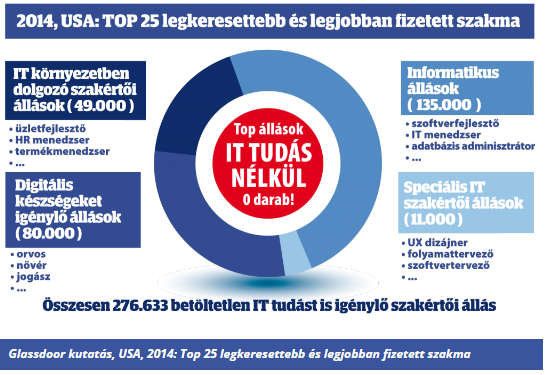 2014, USA: TOP 25 legkeresettebb és legjobban fizetett szakma
IT környezetben
dolgozó szakértői
állások ( 49.000 )
• üzletfejlesztő
• HR menedzser
• termékmenedzser
• ...
Digitális
készségeket
igénylő állások
( 80.000 )
• orvos
• nővér
• jogász
• ...
Top állások
IT TUDÁS
NÉLKÜL
0 darab!
Informatikus
állások
( 135.000 )
• szoftverfejlesztő
• IT menedzser
• adatbázis adminisztrátor
• ...
Speciális IT
szakértői állások
( 11.000 )
• UX dizájner
• folyamattervező
• szoftvertervező
• ...
Összesen 276.633 betöltetlen IT tudást is igénylő szakértői állás
Glassdoor kutatás, USA, 2014: Top 25 legkeresettebb és legjobban fizetett szakma